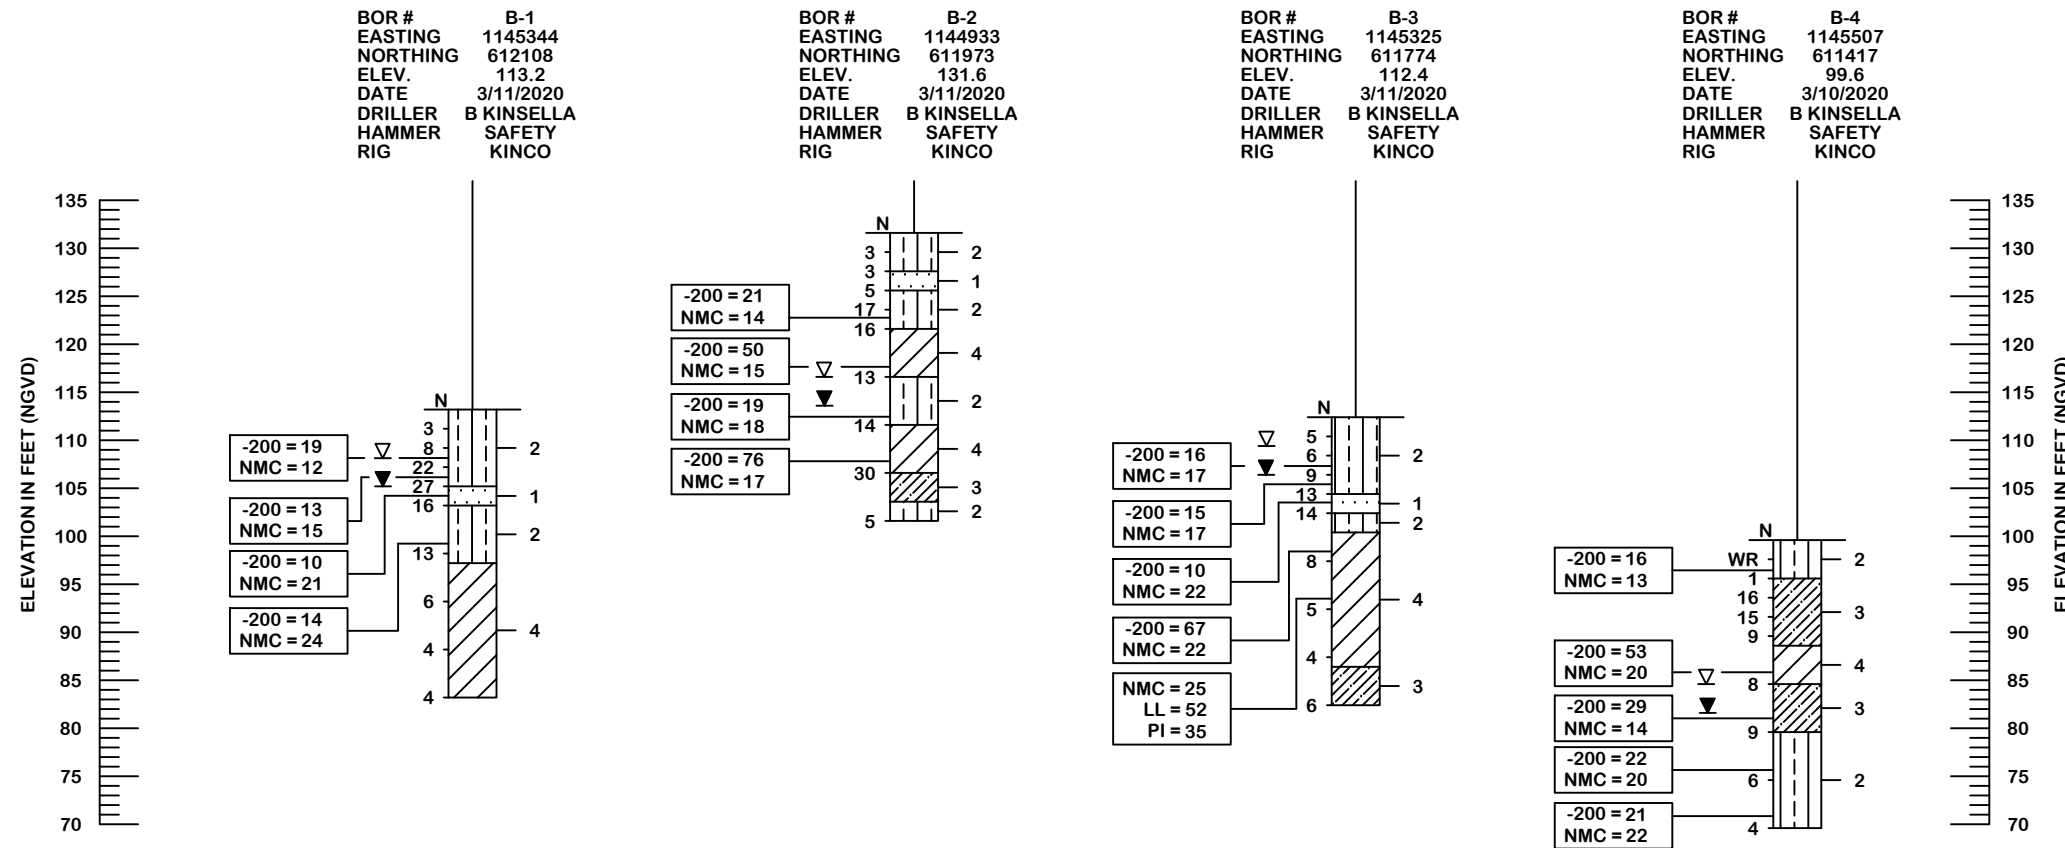 BOR # B-1
EASTING 1145344
NORTHING 612108
ELEV. 113.2
DATE 3/11/2020
DRILLER B KINSELLA
HAMMER SAFETY
RIG KINCO
BOR # B-2
EASTING 1144933
NORTHING 611973
ELEV. 131.6
DATE 3/11/2020
DRILLER B KINSELLA
HAMMER SAFETY
RIG KINCO
BOR # B-3
EASTING 1145325
NORTHING 611774
ELEV. 112.4
DATE 3/11/2020
DRILLER B KINSELLA
HAMMER SAFETY
RIG KINCO
BOR # B-4
EASTING 1145507
NORTHING 611417
ELEV. 99.6
DATE 3/10/2020
DRILLER B KINSELLA
HAMMER SAFETY
RIG KINCO
ELEVATION IN FEET (NGVD)
135
130
125
120
115
110
105
100
95
90
85
80
75
70
-200 = 19
NMC = 12
-200 = 13
NMC = 15
-200 = 10
NMC = 21
-200 = 14
NMC = 24
N
3
8
22
27
16
13
6
4
4
2
1
2
4
-200 = 21
NMC = 14
-200 = 50
NMC = 15
-200 = 19
NMC = 18
-200 = 76
NMC = 17
N
3
3
5
17
16
13
14
30
5
2
1
2
4
2
4
3
2
-200 = 16
NMC = 17
-200 = 15
NMC = 17
-200 = 10
NMC = 22
-200 = 67
NMC = 22
NMC = 25
LL = 52
PI = 35
N
5
6
9
13
14
8
5
4
6
2
1
2
4
3
-200 = 16
NMC = 13
-200 = 53
NMC = 20
-200 = 29
NMC = 14
-200 = 22
NMC = 20
-200 = 21
NMC = 22
N
WR
1
16
15
9
8
9
6
4
2
3
4
3
2
135
130
125
120
115
110
105
100
95
90
85
80
75
70
ELEVATION IN FEET (NGVD)